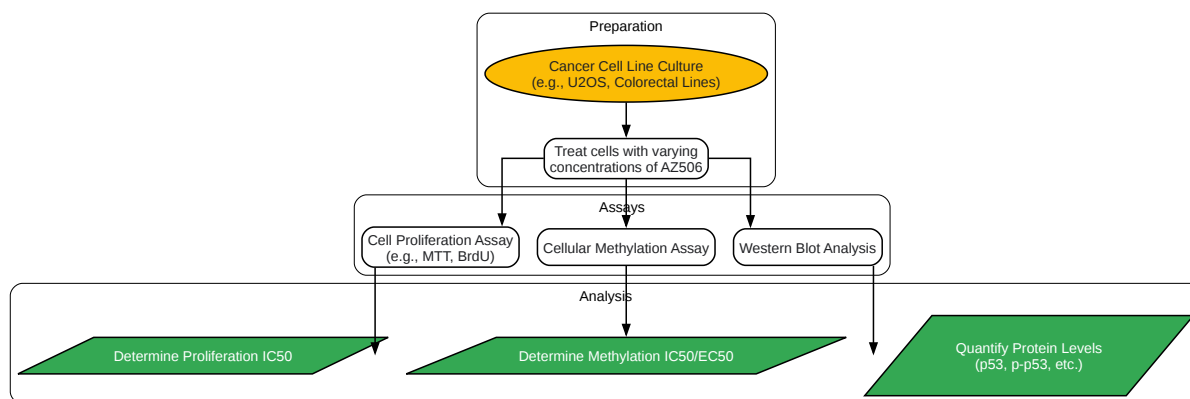 Preparation
Cancer Cell Line Culture
(e.g., U2OS, Colorectal Lines)
Treat cells with varying
concentrations of AZ506
Assays
Cell Proliferation Assay
(e.g., MTT, BrdU)
Cellular Methylation Assay
Western Blot Analysis
Analysis
Determine Proliferation IC50
Determine Methylation IC50/EC50
Quantify Protein Levels
(p53, p-p53, etc.)